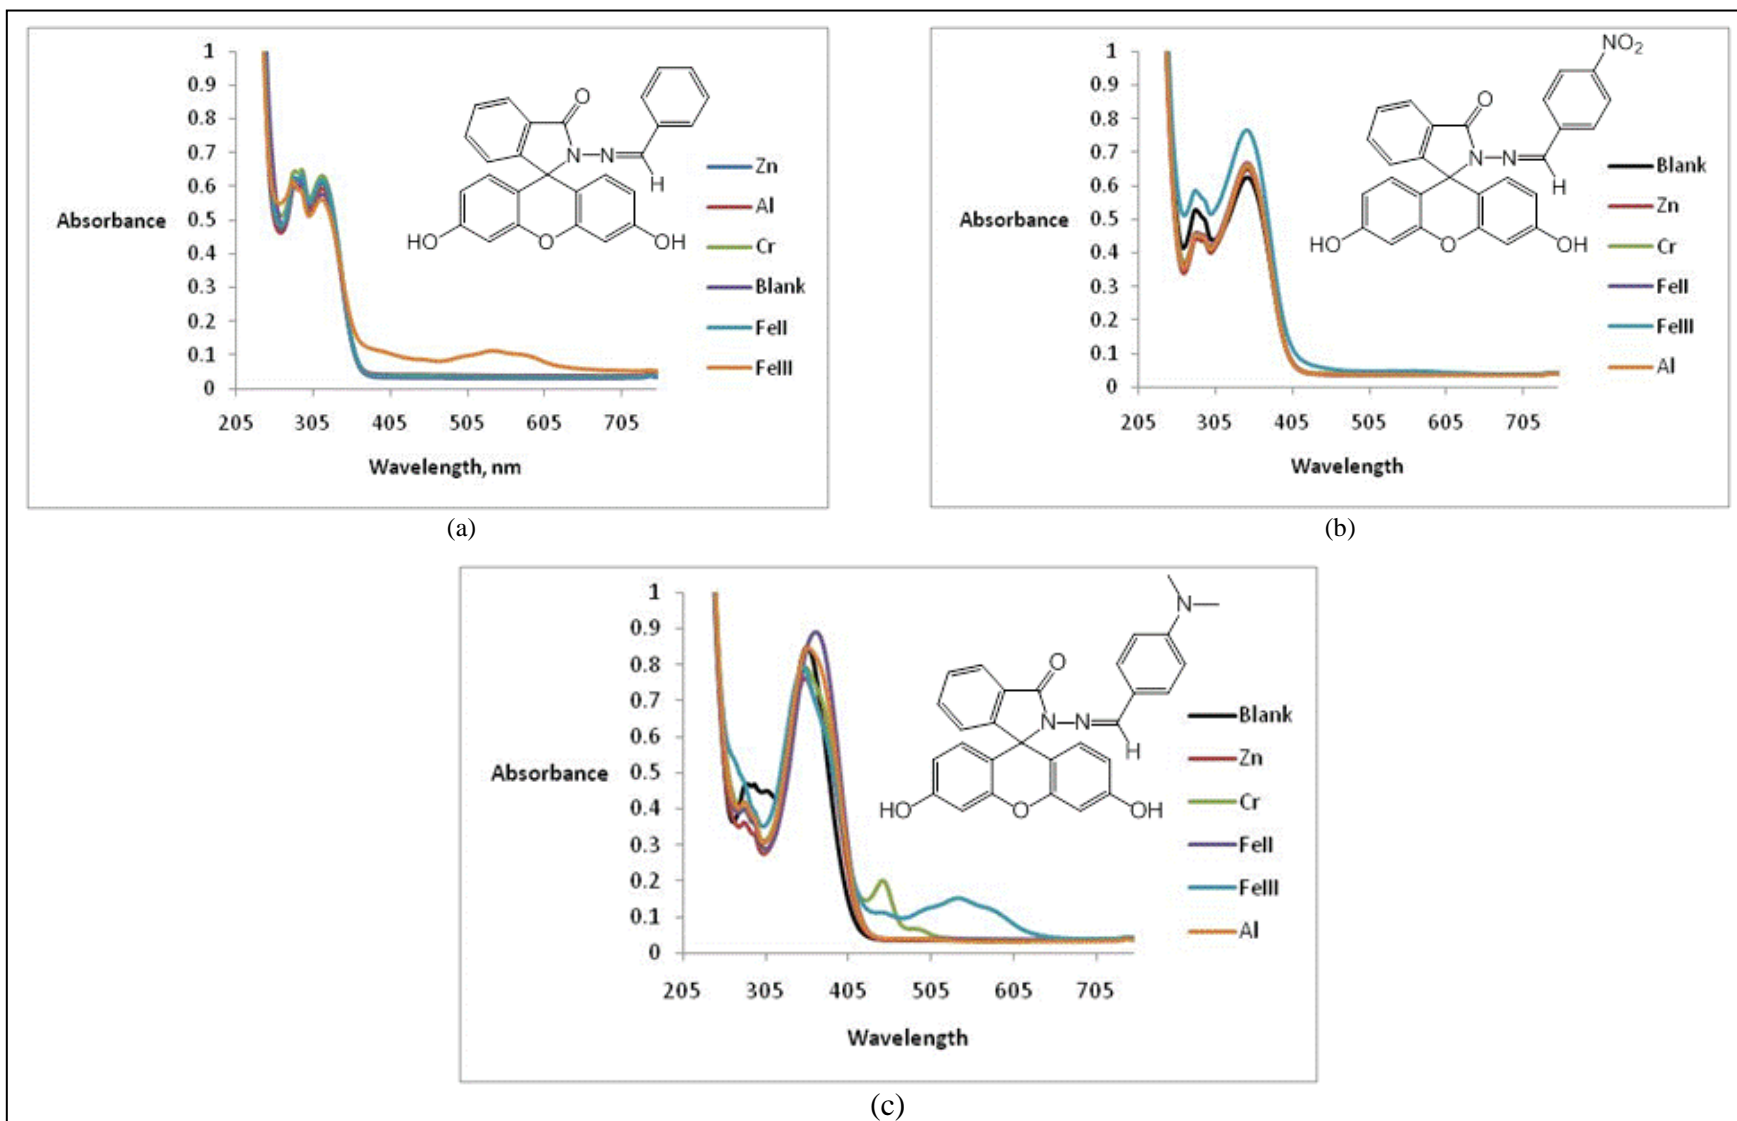 1
0.9
0.8
0.7
0.6
0.5
0.4
0.3
0.2
0.1
0
Absorbance
205 305 405 505 605 705
Wavelength, nm
O
N N
H
HO O OH
Zn
Al
Cr
Blank
FeII
FeIII
(a)
1
0.9
0.8
0.7
0.6
0.5
0.4
0.3
0.2
0.1
0
Absorbance
205 305 405 505 605 705
Wavelength
NO2
O
N N
H
HO O OH
Blank
Zn
Cr
FeII
FeIII
Al
(b)
1
0.9
0.8
0.7
0.6
0.5
0.4
0.3
0.2
0.1
0
Absorbance
205 305 405 505 605 705
Wavelength
N
O
N N
H
HO O OH
Blank
Zn
Cr
FeII
FeIII
Al
(c)